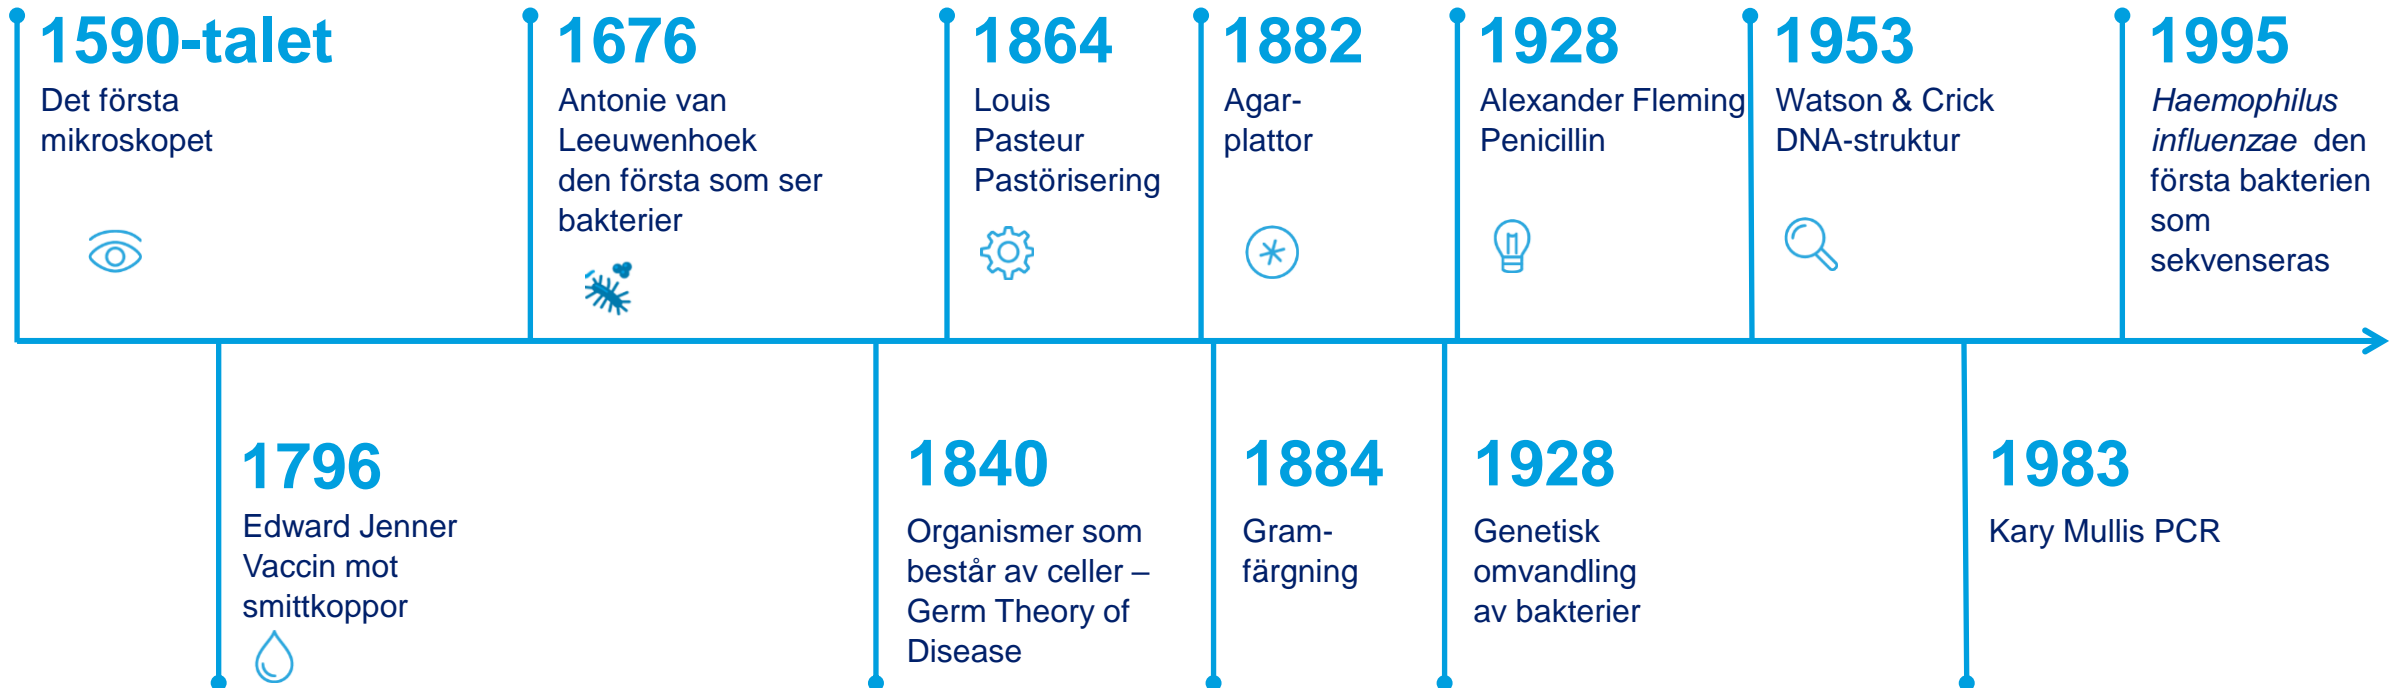 1590-talet
Det första
mikroskopet
1676
Antonie van
Leeuwenhoek
den första som ser
bakterier
1864
Louis
Pasteur
Pastörisering
1882
Agar-
plattor
1928
Alexander Fleming
Penicillin
1953
Watson & Crick
DNA-struktur
1995
Haemophilus
influenzae den
första bakterien
som
sekvenseras
1796
Edward Jenner
Vaccin mot
smittkoppor
1840
Organismer som
består av celler –
Germ Theory of
Disease
1884
Gram-
färgning
1928
Genetisk
omvandling
av bakterier
1983
Kary Mullis PCR